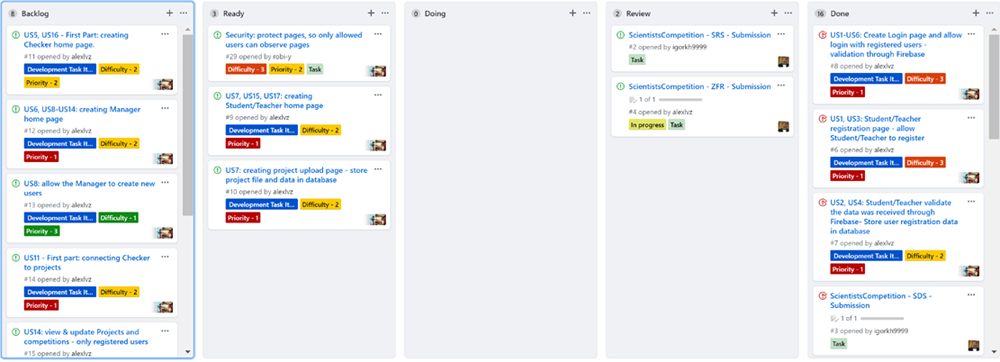 8 Backlog
US5, US16 - First Part: creating
Checker home page.
#11 opened by alexlvz
Development Task It... Difficulty - 2
Priority - 2
US6, US8-US14: creating Manager
home page
#12 opened by alexlvz
Development Task It... Difficulty - 2
Priority - 1
US8: allow the Manager to create new
users
#13 opened by alexlvz
Development Task It... Difficulty - 1
Priority - 3
US11 - First part: connecting Checker
to projects
#14 opened by alexlvz
Development Task It... Difficulty - 2
Priority - 1
US14: view & update Projects and
competitions - only registered users
#15 opened by alexlvz
3 Ready
Security: protect pages, so only allowed
users can observe pages
#29 opened by robi-y
Difficulty - 3 Priority - 2 Task
US7, US15, US17: creating
Student/Teacher home page
#9 opened by alexlvz
Development Task It... Difficulty - 2
Priority - 1
US7: creating project upload page - store
project file and data in database
#10 opened by alexlvz
Development Task It... Difficulty - 2
Priority - 1
0 Doing
2 Review
ScientistsCompetition - SRS - Submission
#2 opened by igorkh9999
Task
ScientistsCompetition - ZFR - Submission
1 of 1
#4 opened by alexlvz
In progress Task
16 Done
US1-US6: Create Login page and allow
login with registered users -
validation through Firebase
#8 opened by alexlvz
Development Task It... Difficulty - 3
Priority - 1
US1, US3: Student/Teacher
registration page - allow
Student/Teacher to register
#6 opened by alexlvz
Development Task It... Difficulty - 3
Priority - 1
US2, US4: Student/Teacher validate
the data was received through
Firebase- Store user registration data
in database
#7 opened by alexlvz
Development Task It... Difficulty - 2
Priority - 1
ScientistsCompetition - SDS -
Submission
1 of 1
#3 opened by igorkh9999
Task